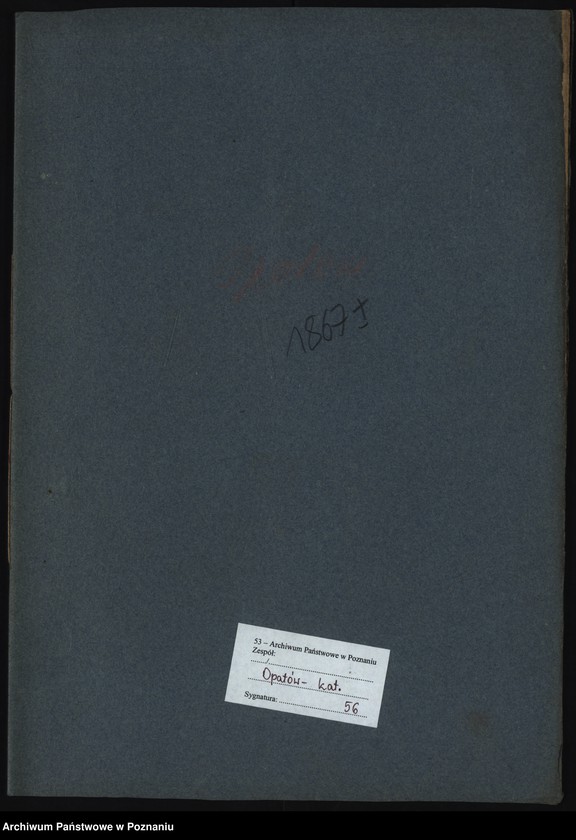 1867 ±
53 – Archiwum Państwowe w Poznaniu
Zespół:
Opatów- kat.
Sygnatura: 56
Archiwum Państwowe w Poznaniu